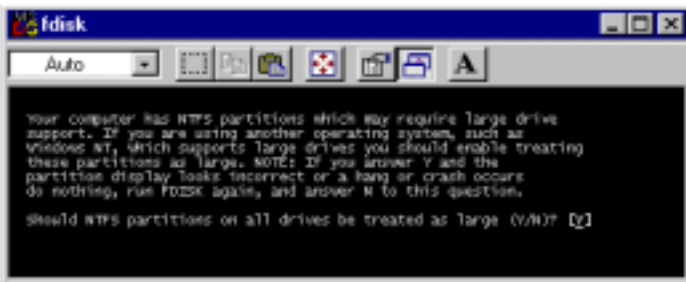 fdisk
Auto
A
Your computer has NTFS partitions which may require large drive
support. If you are using another operating system, such as
Windows NT, which supports large drives you should enable treating
these partitions as large. NOTE: If you answer Y and the
partition display looks incorrect or a hang or crash occurs
do nothing, run FDISK again, and answer N to this question.
Should NTFS partitions on all drives be treated as large (Y/N)? [Y]